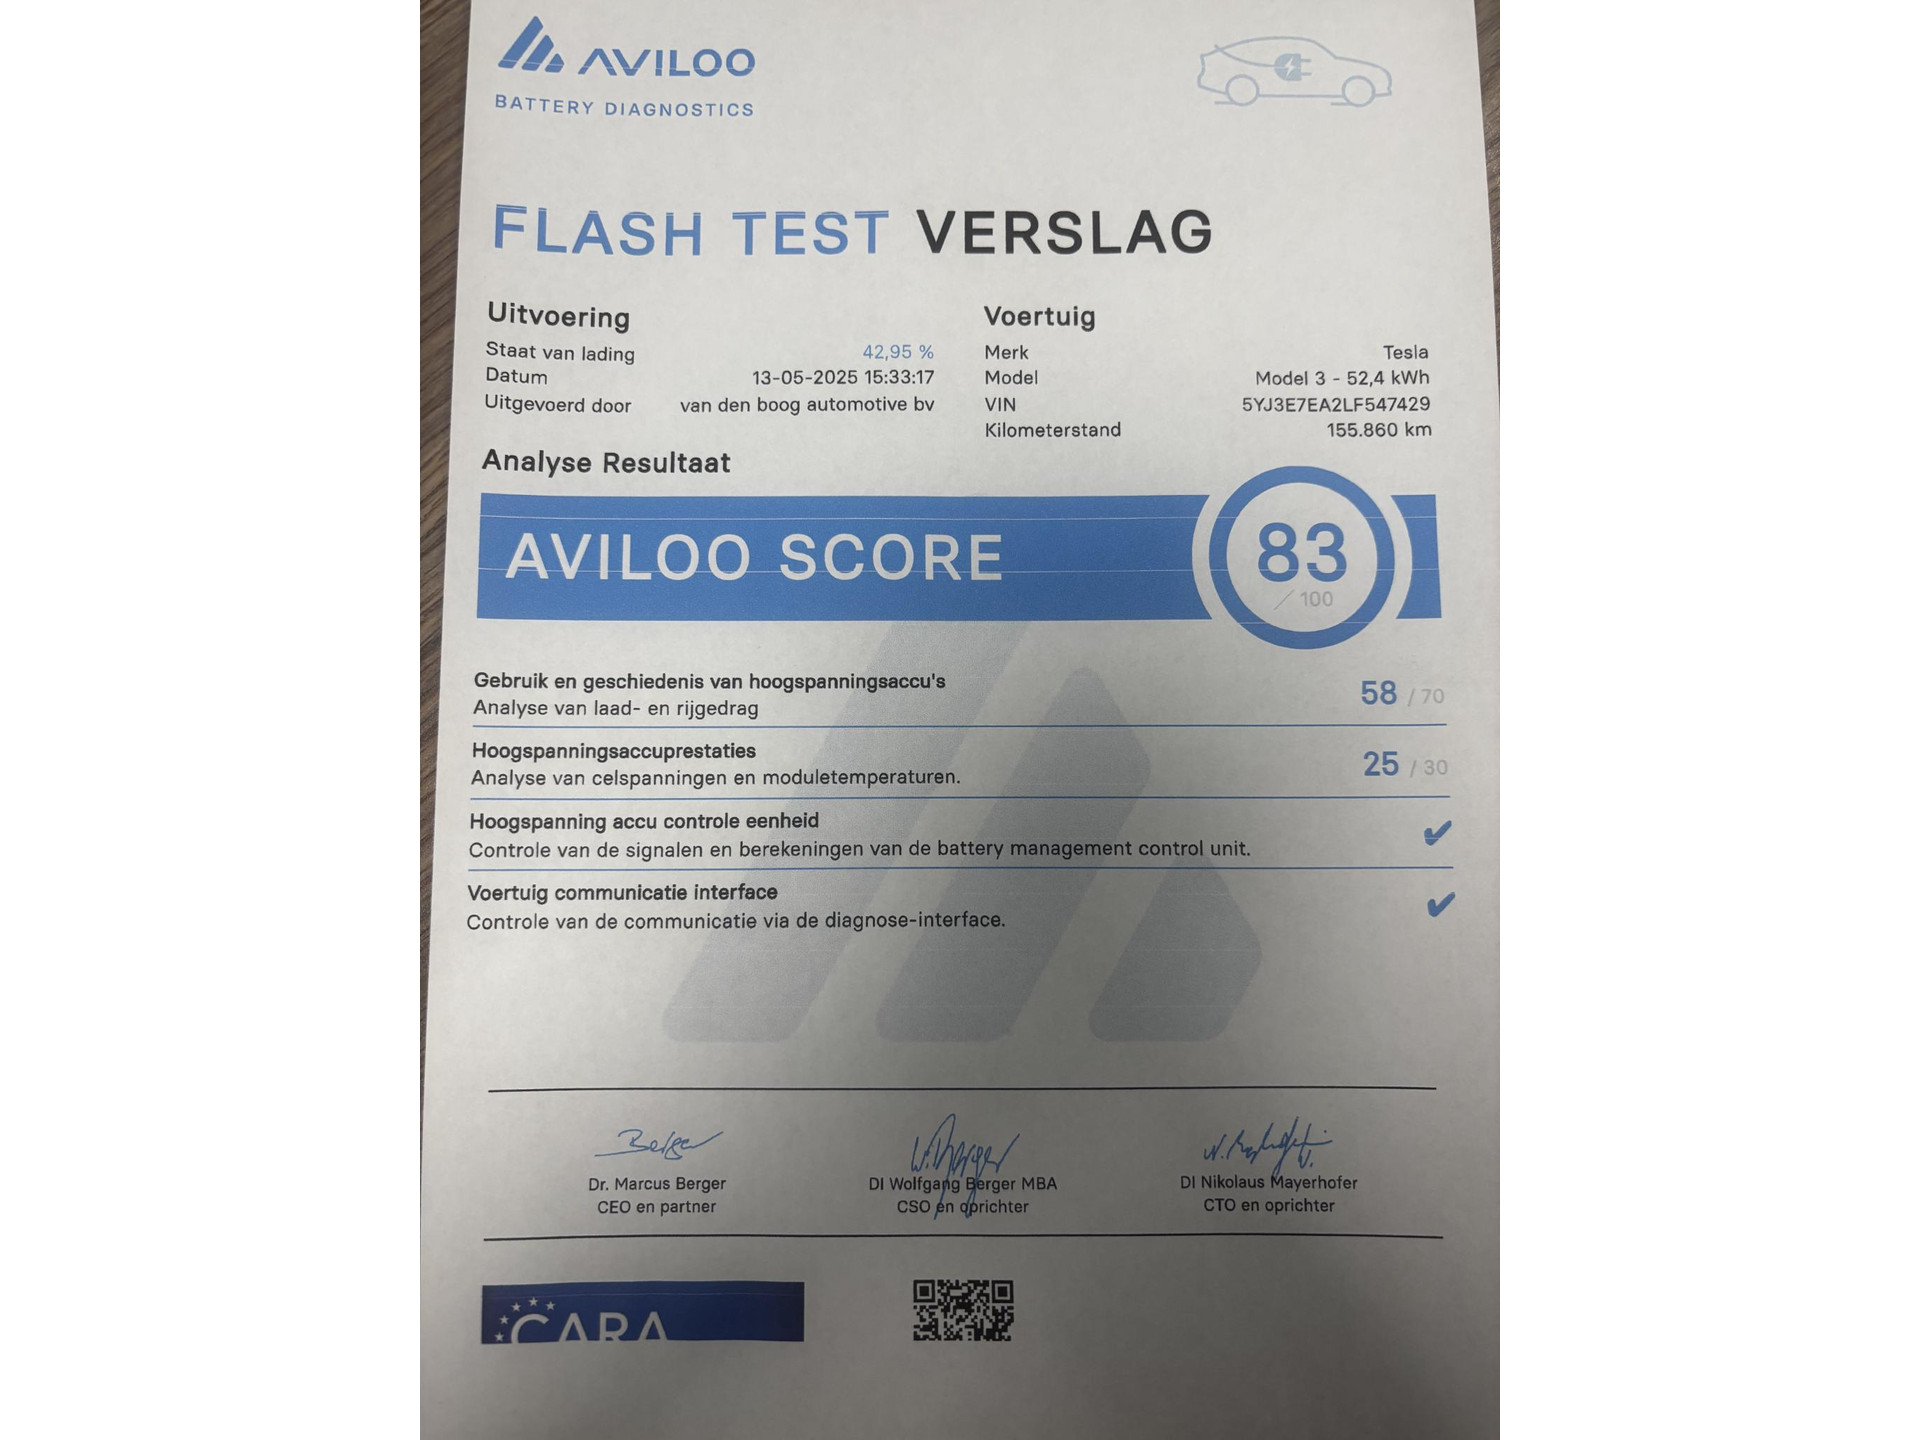 AVILOO
BATTERY DIAGNOSTICS
FLASH TEST VERSLAG
Uitvoering
Staat van lading 42,95 %
Datum 13-05-2025 15:33:17
Uitgevoerd door van den boog automotive bv
Voertuig
Merk Tesla
Model Model 3 - 52,4 kWh
VIN 5YJ3E7EA2LF547429
Kilometerstand 155.860 km
Analyse Resultaat
AVILOO SCORE 83 / 100
Gebruik en geschiedenis van hoogspanningsaccu's 58 / 70
Analyse van laad- en rijgedrag
Hoogspanningsaccuprestaties 25 / 30
Analyse van celspanningen en moduletemperaturen.
Hoogspanning accu controle eenheid
Controle van de signalen en berekeningen van de battery management control unit.
Voertuig communicatie interface
Controle van de communicatie via de diagnose-interface.
Berger
W. Berger
Dr. Marcus Berger
CEO en partner
DI Wolfgang Berger MBA
CSO en oprichter
DI Nikolaus Mayerhofer
CTO en oprichter
CARA